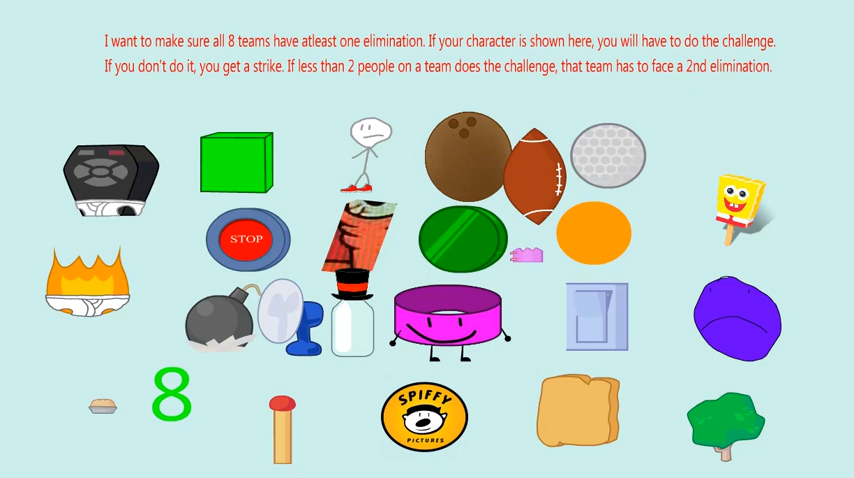 I want to make sure all 8 teams have atleast one elimination. If your character is shown here, you will have to do the challenge.
If you don't do it, you get a strike. If less than 2 people on a team does the challenge, that team has to face a 2nd elimination.
STOP
8
SPIFFY
PICTURES